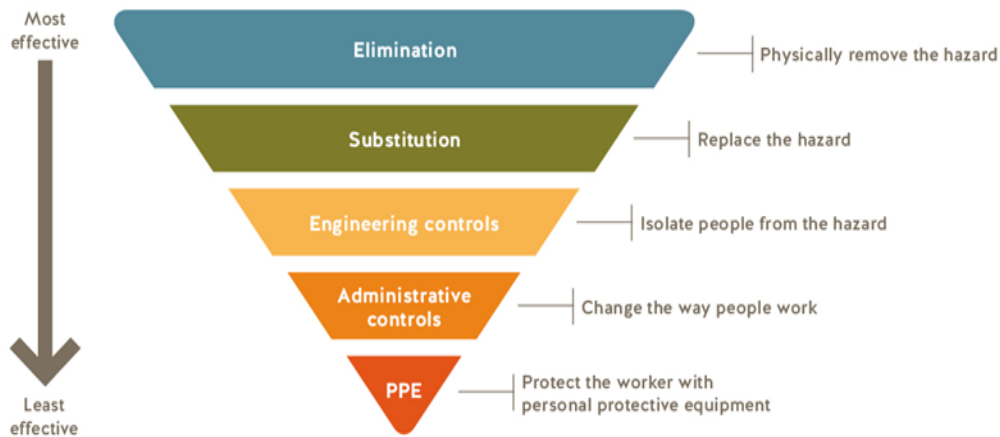 Most
effective
Elimination
Physically remove the hazard
Substitution
Replace the hazard
Engineering controls
Isolate people from the hazard
Administrative
controls
Change the way people work
PPE
Protect the worker with
personal protective equipment
Least
effective